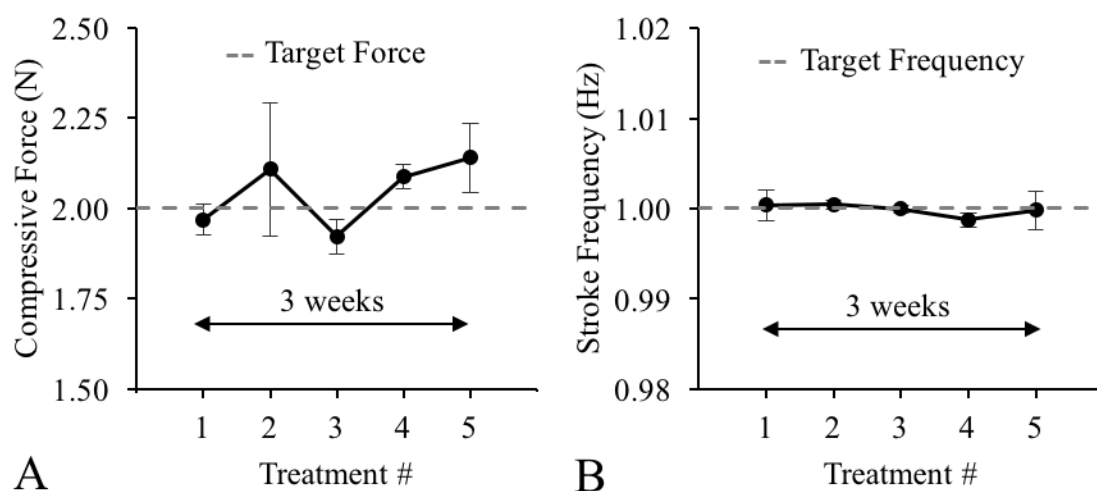 Compressive Force (N)
2.50
2.25
2.00
1.75
1.50
Target Force
3 weeks
1 2 3 4 5
Treatment #
A
Stroke Frequency (Hz)
1.02
1.01
1.00
0.99
0.98
Target Frequency
3 weeks
1 2 3 4 5
Treatment #
B